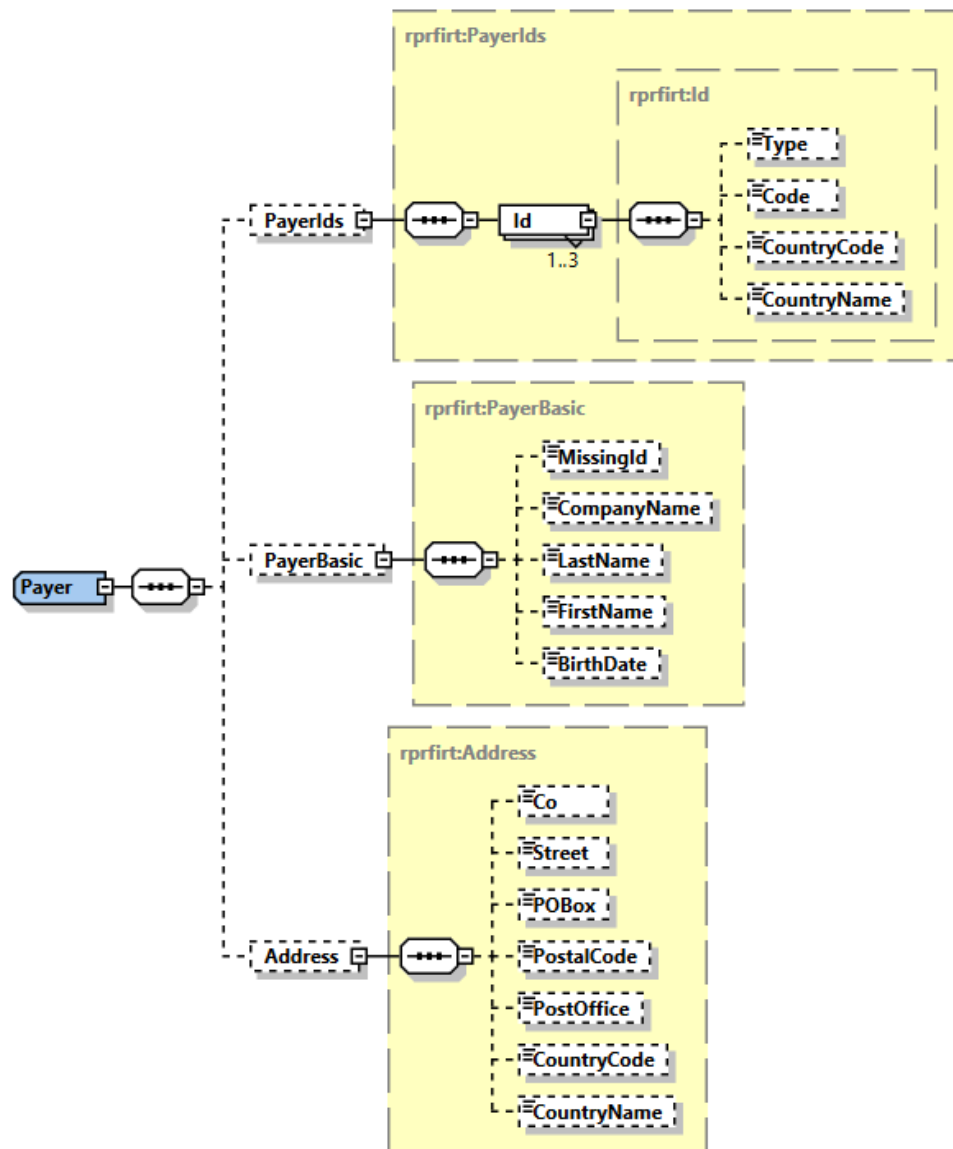 rprfirt:PayerIds
rprfirt:Id
Type
Code
PayerIds
Id
CountryCode
1..3
CountryName
rprfirt:PayerBasic
MissingId
CompanyName
PayerBasic
LastName
Payer
FirstName
BirthDate
rprfirt:Address
Co
Street
POBox
Address
PostalCode
PostOffice
CountryCode
CountryName